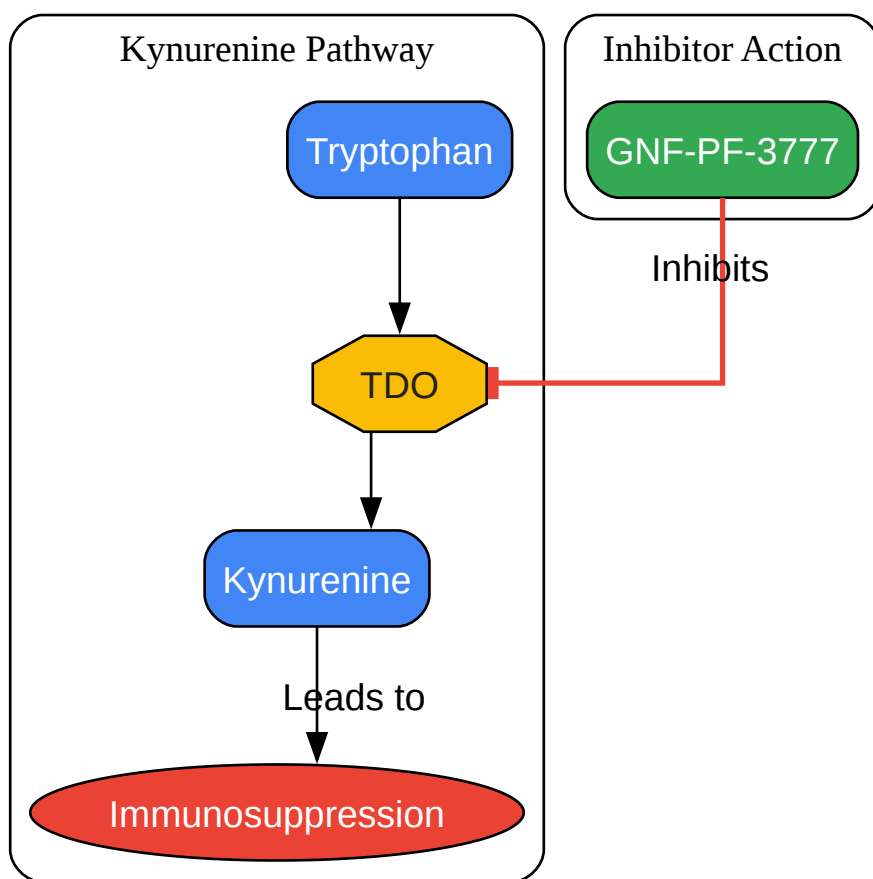 Kynurenine Pathway
Inhibitor Action
Tryptophan
GNF-PF-3777
Inhibits
TDO
Kynurenine
Leads to
Immunosuppression